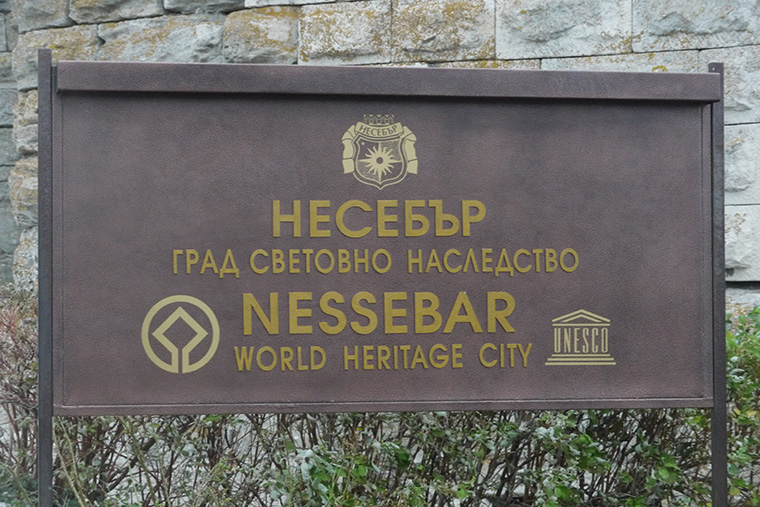 НЕСЕБЪР
НЕСЕБЪР
ГРАД СВЕТОВНО НАСЛЕДСТВО
NESSEBAR
WORLD HERITAGE CITY
UNESCO